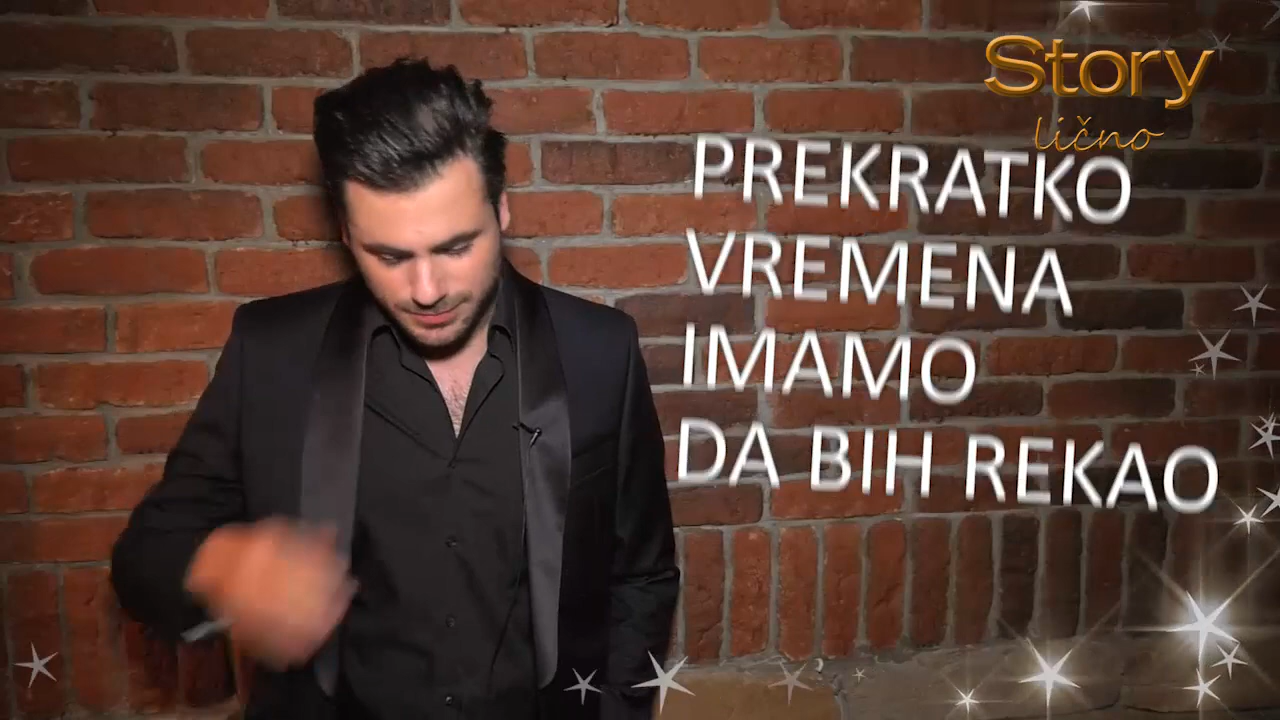 Story
lično
PREKRATKO
VREMENA
IMAMO
DA BIH REKAO